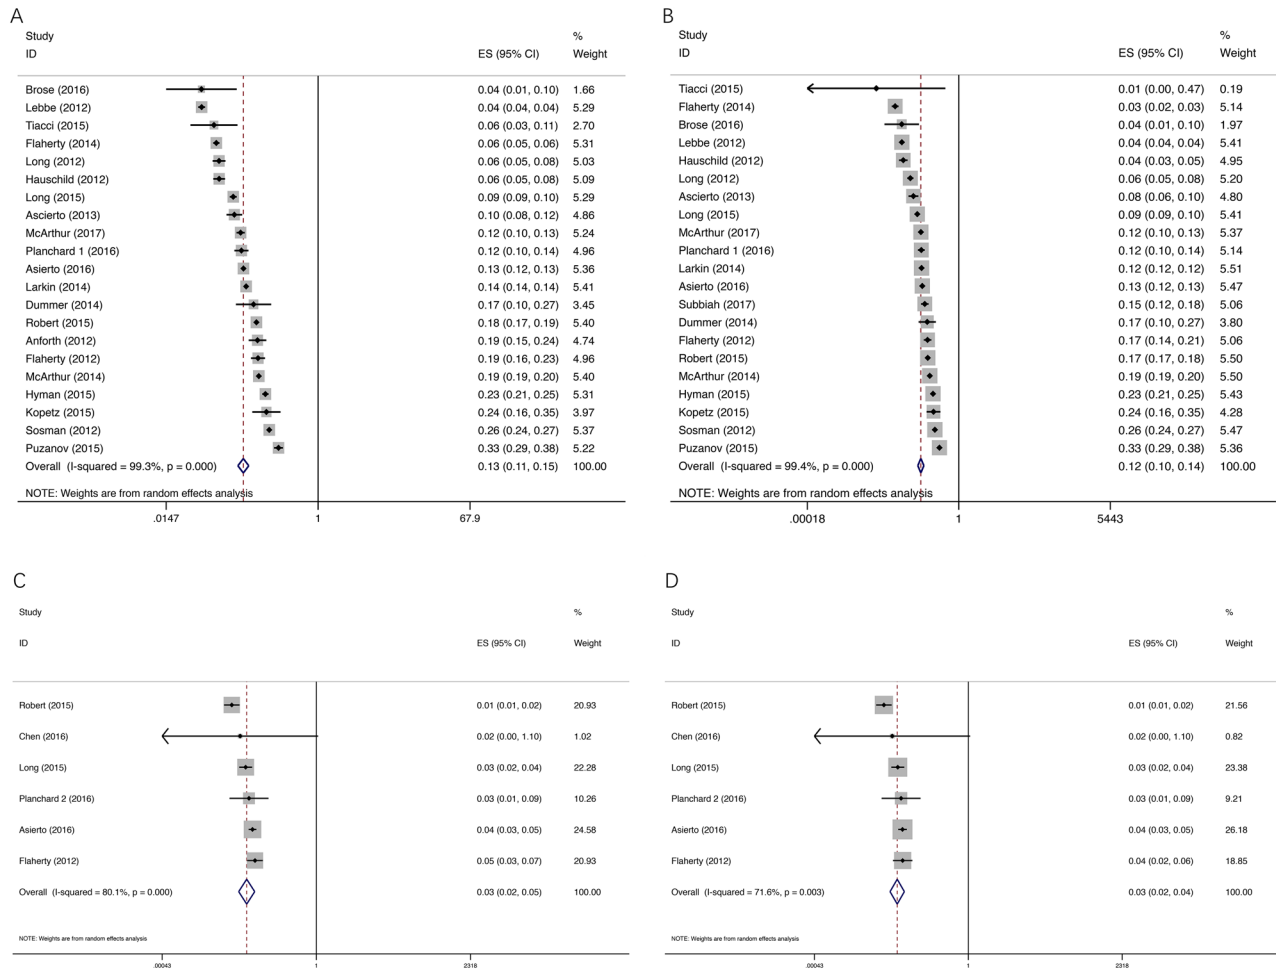 A
Study %
ID ES (95% CI) Weight
Brose (2016) 0.04 (0.01, 0.10) 1.66
Lebbe (2012) 0.04 (0.04, 0.04) 5.29
Tiacci (2015) 0.06 (0.03, 0.11) 2.70
Flaherty (2014) 0.06 (0.05, 0.06) 5.31
Long (2012) 0.06 (0.05, 0.08) 5.03
Hauschild (2012) 0.06 (0.05, 0.08) 5.09
Long (2015) 0.09 (0.09, 0.10) 5.29
Ascierto (2013) 0.10 (0.08, 0.12) 4.86
McArthur (2017) 0.12 (0.10, 0.13) 5.24
Planchard 1 (2016) 0.12 (0.10, 0.14) 4.96
Asierto (2016) 0.13 (0.12, 0.13) 5.36
Larkin (2014) 0.14 (0.14, 0.14) 5.41
Dummer (2014) 0.17 (0.10, 0.27) 3.45
Robert (2015) 0.18 (0.17, 0.19) 5.40
Anforth (2012) 0.19 (0.15, 0.24) 4.74
Flaherty (2012) 0.19 (0.16, 0.23) 4.96
McArthur (2014) 0.19 (0.19, 0.20) 5.40
Hyman (2015) 0.23 (0.21, 0.25) 5.31
Kopetz (2015) 0.24 (0.16, 0.35) 3.97
Sosman (2012) 0.26 (0.24, 0.27) 5.37
Puzanov (2015) 0.33 (0.29, 0.38) 5.22
Overall (I-squared = 99.3%, p = 0.000) 0.13 (0.11, 0.15) 100.00
NOTE: Weights are from random effects analysis
.0147 1 67.9
B
Study %
ID ES (95% CI) Weight
Tiacci (2015) 0.01 (0.00, 0.47) 0.19
Flaherty (2014) 0.03 (0.02, 0.03) 5.14
Brose (2016) 0.04 (0.01, 0.10) 1.97
Lebbe (2012) 0.04 (0.04, 0.04) 5.41
Hauschild (2012) 0.04 (0.03, 0.05) 4.95
Long (2012) 0.06 (0.05, 0.08) 5.20
Ascierto (2013) 0.08 (0.06, 0.10) 4.80
Long (2015) 0.09 (0.09, 0.10) 5.41
McArthur (2017) 0.12 (0.10, 0.13) 5.37
Planchard 1 (2016) 0.12 (0.10, 0.14) 5.14
Larkin (2014) 0.12 (0.12, 0.12) 5.51
Asierto (2016) 0.13 (0.12, 0.13) 5.47
Subbiah (2017) 0.15 (0.12, 0.18) 5.06
Dummer (2014) 0.17 (0.10, 0.27) 3.80
Flaherty (2012) 0.17 (0.14, 0.21) 5.06
Robert (2015) 0.17 (0.17, 0.18) 5.50
McArthur (2014) 0.19 (0.19, 0.20) 5.50
Hyman (2015) 0.23 (0.21, 0.25) 5.43
Kopetz (2015) 0.24 (0.16, 0.35) 4.28
Sosman (2012) 0.26 (0.24, 0.27) 5.47
Puzanov (2015) 0.33 (0.29, 0.38) 5.36
Overall (I-squared = 99.4%, p = 0.000) 0.12 (0.10, 0.14) 100.00
NOTE: Weights are from random effects analysis
.00018 1 5443
C
Study %
ID ES (95% CI) Weight
Robert (2015) 0.01 (0.01, 0.02) 20.93
Chen (2016) 0.02 (0.00, 1.10) 1.02
Long (2015) 0.03 (0.02, 0.04) 22.28
Planchard 2 (2016) 0.03 (0.01, 0.09) 10.26
Asierto (2016) 0.04 (0.03, 0.05) 24.58
Flaherty (2012) 0.05 (0.03, 0.07) 20.93
Overall (I-squared = 80.1%, p = 0.000) 0.03 (0.02, 0.05) 100.00
NOTE: Weights are from random effects analysis
.00043 1 2318
D
Study %
ID ES (95% CI) Weight
Robert (2015) 0.01 (0.01, 0.02) 21.56
Chen (2016) 0.02 (0.00, 1.10) 0.82
Long (2015) 0.03 (0.02, 0.04) 23.38
Planchard 2 (2016) 0.03 (0.01, 0.09) 9.21
Asierto (2016) 0.04 (0.03, 0.05) 26.18
Flaherty (2012) 0.04 (0.02, 0.06) 18.85
Overall (I-squared = 71.6%, p = 0.003) 0.03 (0.02, 0.04) 100.00
NOTE: Weights are from random effects analysis
.00043 1 2318